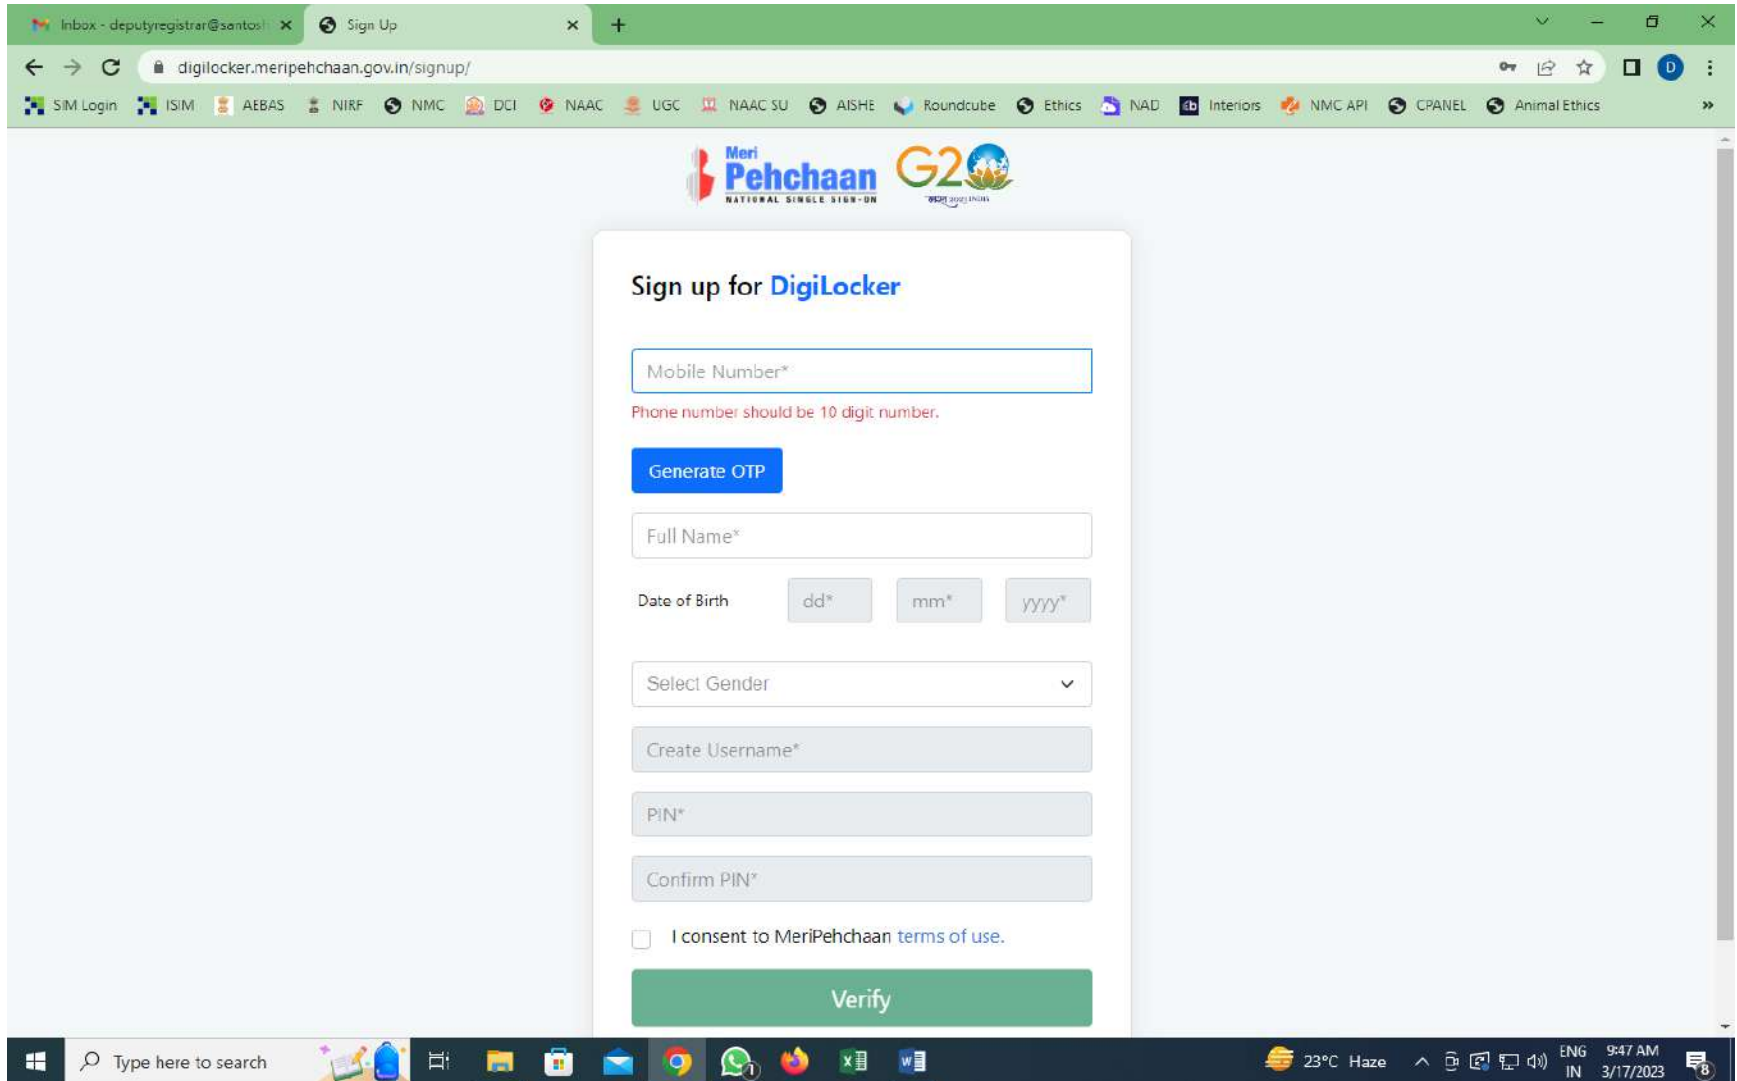 Inbox - deputyregistrar@santosh
Sign Up
digilocker.meripehchaan.gov.in/signup/
D
SIM Login ISIM AEBAS NIRF NMC DCI NAAC UGC NAAC SU AISHE Roundcube Ethics NAD Interiors NMC API CPANEL Animal Ethics »
Meri
Pehchaan
NATIONAL SINGLE SIGN-ON
G20
2023 INDIA
Sign up for DigiLocker
Mobile Number*
Phone number should be 10 digit number.
Generate OTP
Full Name*
Date of Birth dd* mm* yyyy*
Select Gender
Create Username*
PIN*
Confirm PIN*
I consent to MeriPehchaan terms of use.
Verify
Type here to search
23°C Haze
ENG
IN
9:47 AM
3/17/2023
8